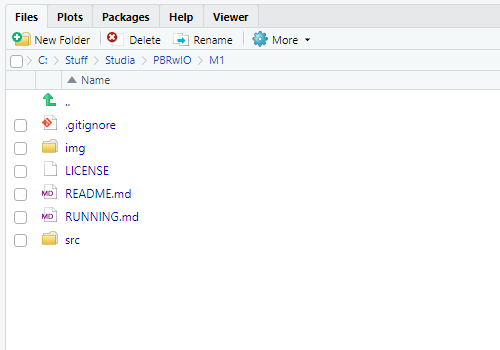 Files Plots Packages Help Viewer
New Folder Delete Rename More
C: Stuff Studia PBRwIO M1
Name
..
.gitignore
img
LICENSE
MD README.md
MD RUNNING.md
src